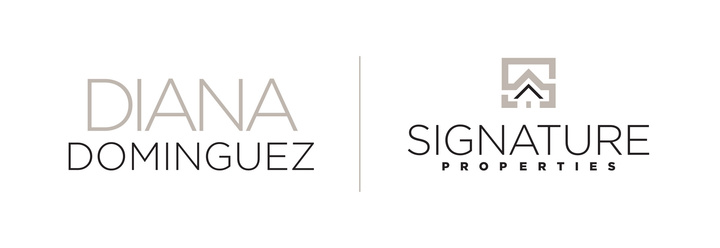 DIANA
DOMINGUEZ
SIGNATURE
PROPERTIES